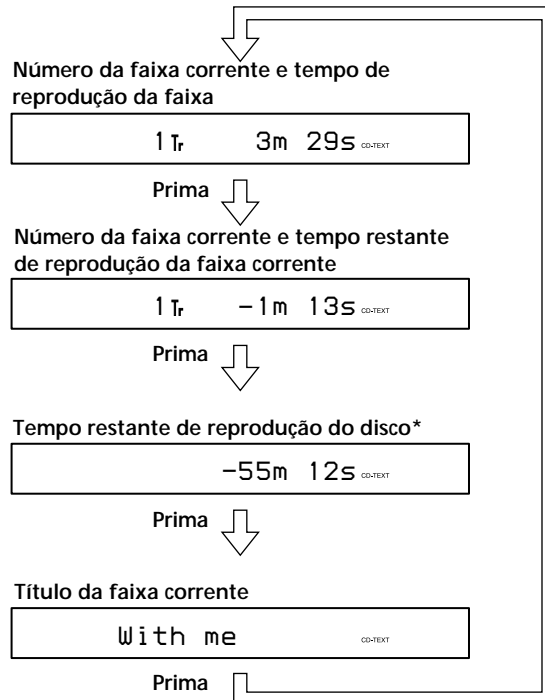 Número da faixa corrente e tempo de
reprodução da faixa
1 Tr 3m 29s CD-TEXT
Prima
Número da faixa corrente e tempo restante
de reprodução da faixa corrente
1 Tr -1m 13s CD-TEXT
Prima
Tempo restante de reprodução do disco*
-55m 12s CD-TEXT
Prima
Título da faixa corrente
With me CD-TEXT
Prima